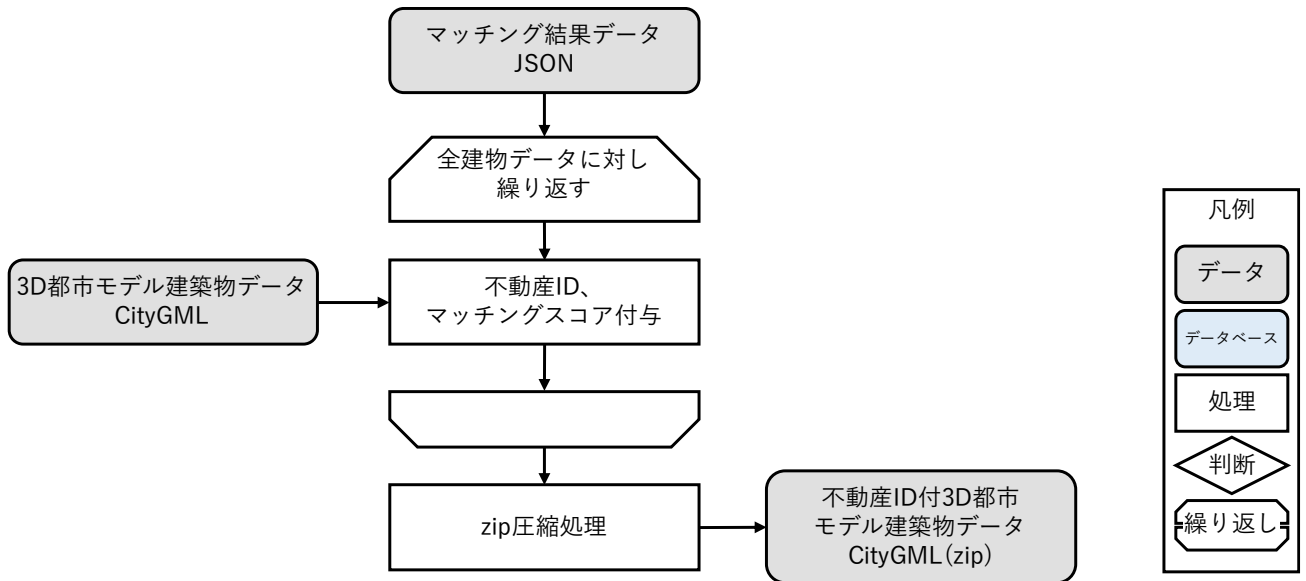 マッチング結果データ
JSON
全建物データに対し
繰り返す
3D都市モデル建築物データ
CityGML
不動産ID、
マッチングスコア付与
zip圧縮処理
不動産ID付3D都市
モデル建築物データ
CityGML(zip)
凡例
データ
データベース
処理
判断
繰り返し